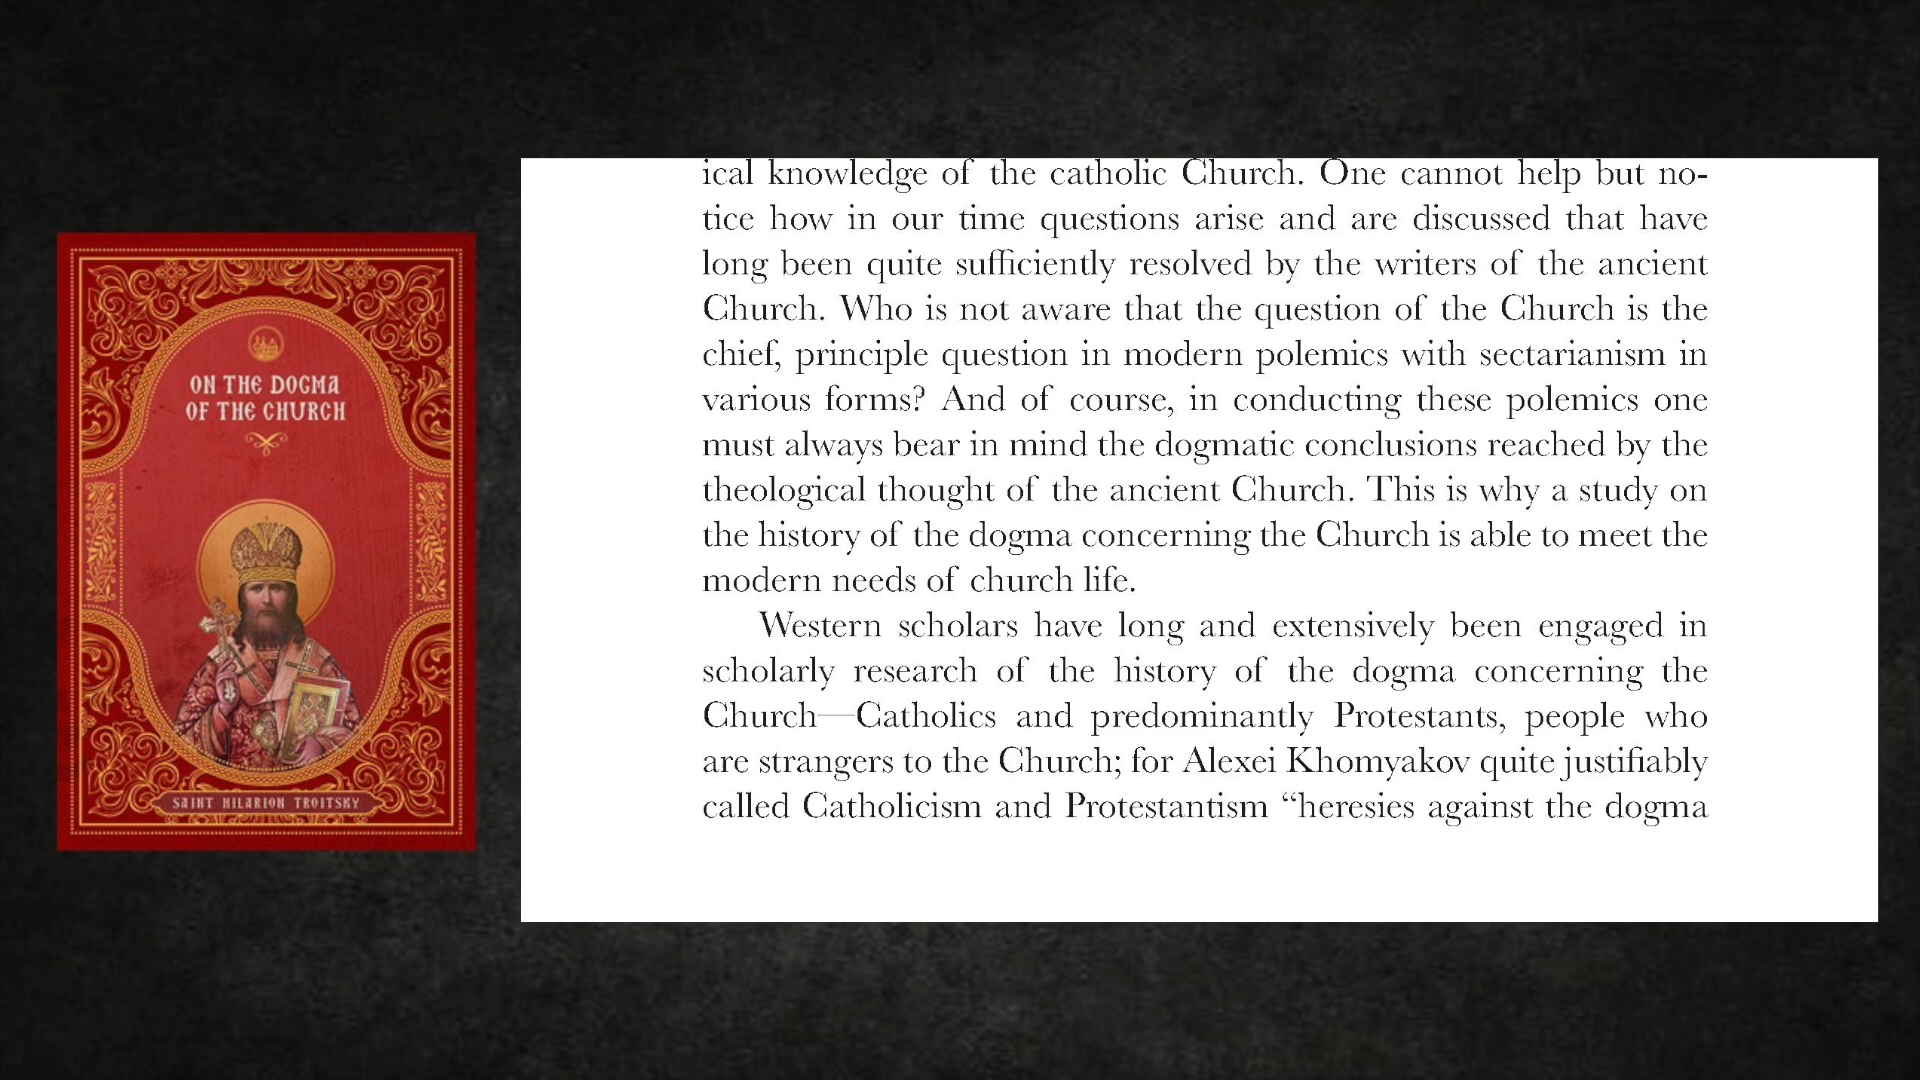 ON THE DOGMA
OF THE CHURCH
SAINT HILARION TROITSKY
ical knowledge of the catholic Church. One cannot help but no-
tice how in our time questions arise and are discussed that have
long been quite sufficiently resolved by the writers of the ancient
Church. Who is not aware that the question of the Church is the
chief, principle question in modern polemics with sectarianism in
various forms? And of course, in conducting these polemics one
must always bear in mind the dogmatic conclusions reached by the
theological thought of the ancient Church. This is why a study on
the history of the dogma concerning the Church is able to meet the
modern needs of church life.
Western scholars have long and extensively been engaged in
scholarly research of the history of the dogma concerning the
Church—Catholics and predominantly Protestants, people who
are strangers to the Church; for Alexei Khomyakov quite justifiably
called Catholicism and Protestantism “heresies against the dogma